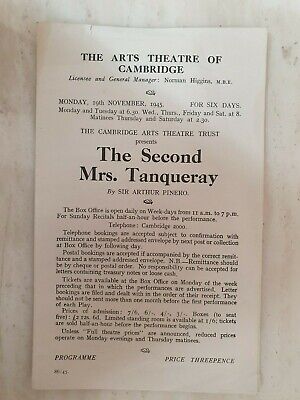 THE ARTS THEATRE OF
CAMBRIDGE
Licensee and General Manager: Norman Higgins, M.B.E.
MONDAY, 19th NOVEMBER, 1945. FOR SIX DAYS.
Monday and Tuesday at 6.30. Wed., Thurs., Friday and Sat. at 8.
Matinees Thursday and Saturday at 2.30.
THE CAMBRIDGE ARTS THEATRE TRUST
presents
The Second
Mrs. Tanqueray
By SIR ARTHUR PINERO.
The Box Office is open daily on Week-days from 11 a.m. to 7 p.m.
For Sunday Recitals half-an-hour before the performance.
Telephone: Cambridge 2000.
Telephone bookings are accepted subject to confirmation with
remittance and stamped addressed envelope by next post or collection
at Box Office by following day.
Postal bookings are accepted if accompanied by the correct remit-
tance and a stamped addressed envelope. N.B.—Remittance should
be by cheque or postal order. No responsibility can be accepted for
letters containing treasury notes or loose cash.
Tickets are available at the Box Office on Monday of the week
preceding that in which the performances are advertised. Letter
bookings are filed and dealt with in the order of their receipt. They
should not be sent more than one month before the first performance
of each Play.
Prices of admission: 7/6, 6/-, 4/-, 3/-. Boxes (to seat
free): £2 12s. 6d. Limited standing room is available at 1/6; tickets
are sold half-an-hour before the performance begins.
Unless "Full theatre prices" are announced, reduced prices
operate on Monday evenings and Thursday matinees.
PROGRAMME PRICE THREEPENCE